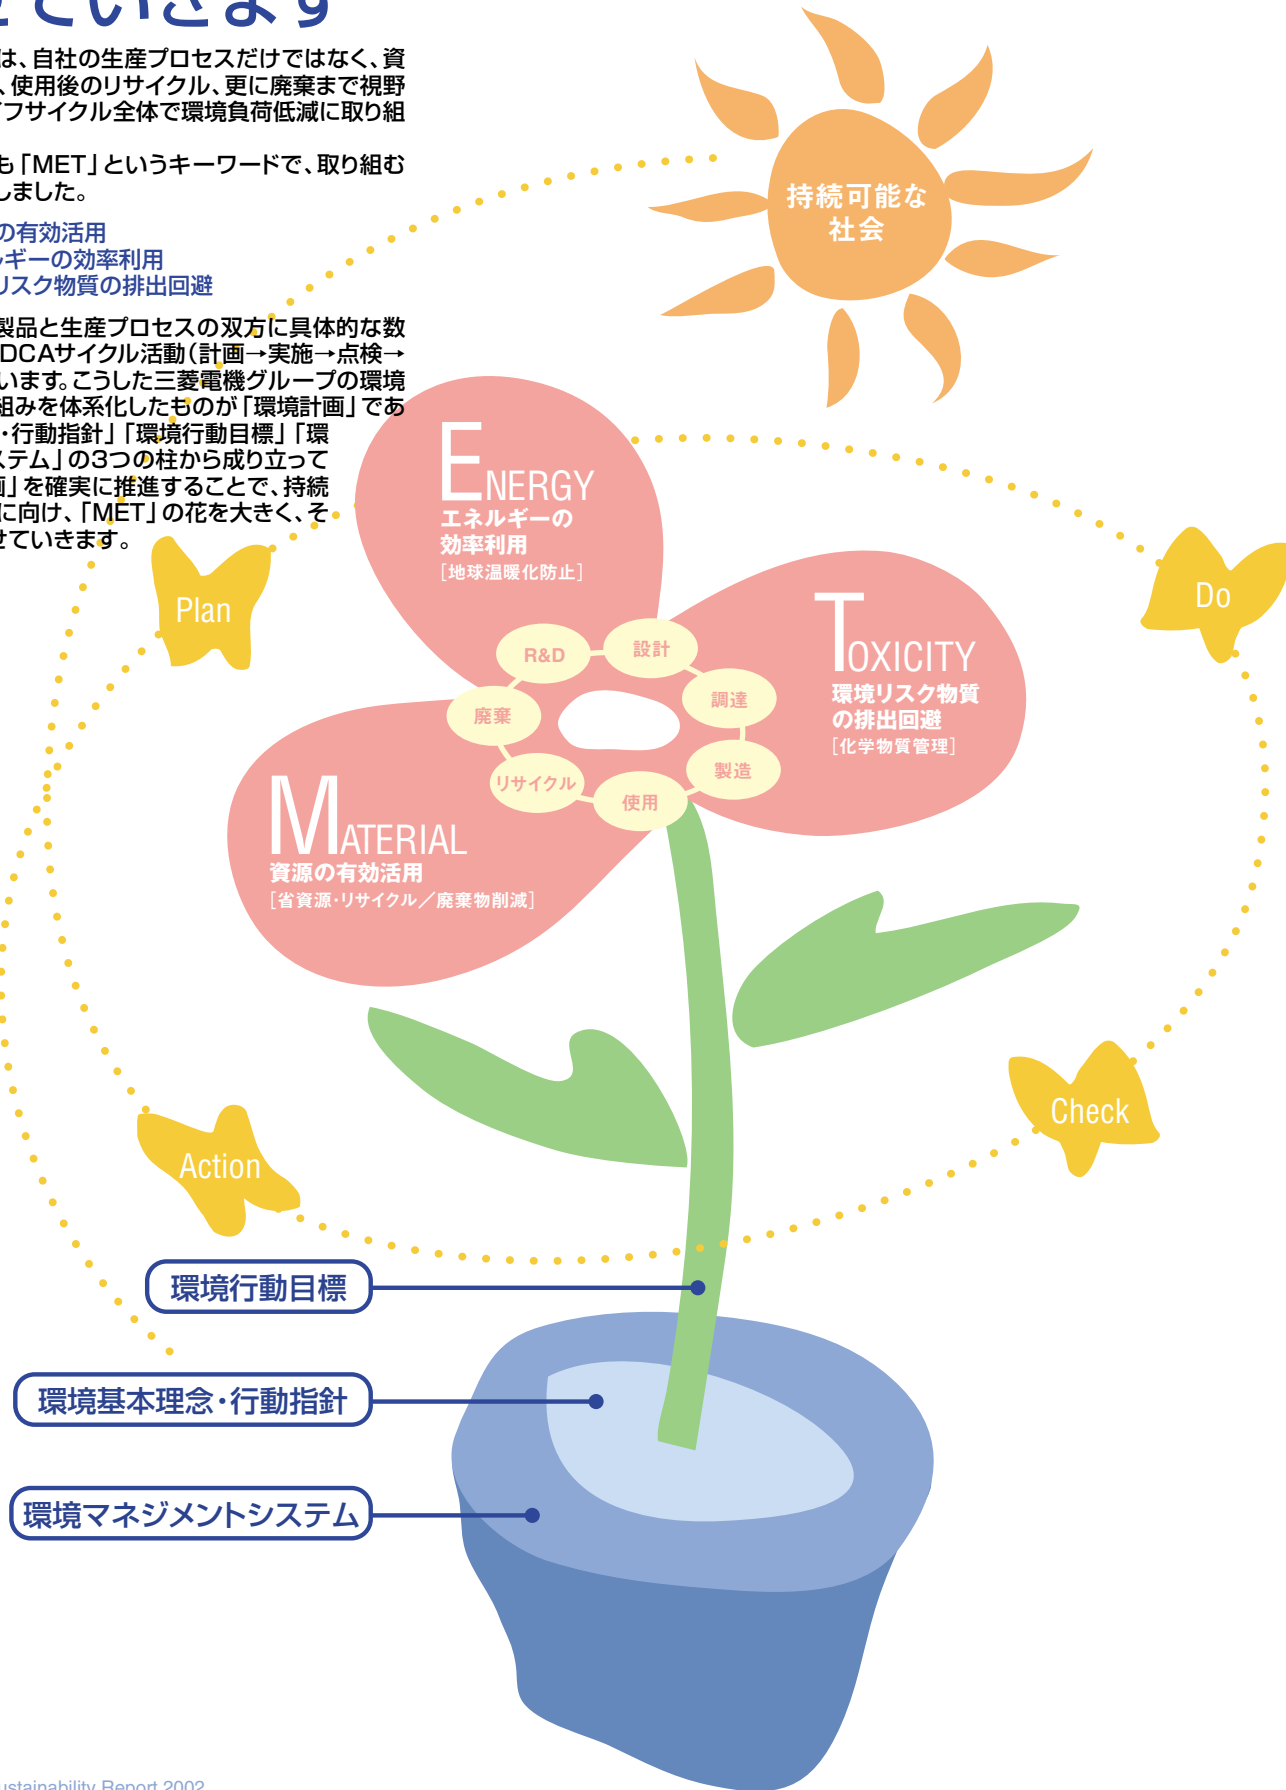 せていきます
は、自社の生産プロセスだけではなく、資
、使用後のリサイクル、更に廃棄まで視野
イフサイクル全体で環境負荷低減に取り組
も「MET」というキーワードで、取り組む
しました。
の有効活用
ルギーの効率利用
リスク物質の排出回避
製品と生産プロセスの双方に具体的な数
DCAサイクル活動（計画→実施→点検→
います。こうした三菱電機グループの環境
組みを体系化したものが「環境計画」であ
・行動指針」「環境行動目標」「環
ステム」の3つの柱から成り立って
画」を確実に推進することで、持続
に向け、「MET」の花を大きく、そ
せていきます。
持続可能な
社会
ENERGY
エネルギーの
効率利用
［地球温暖化防止］
Plan
Do
TOXICITY
環境リスク物質
の排出回避
［化学物質管理］
R&D
設計
調達
製造
使用
リサイクル
廃棄
MATERIAL
資源の有効活用
［省資源・リサイクル／廃棄物削減］
Check
Action
環境行動目標
環境基本理念・行動指針
環境マネジメントシステム
ustainability Report 2002